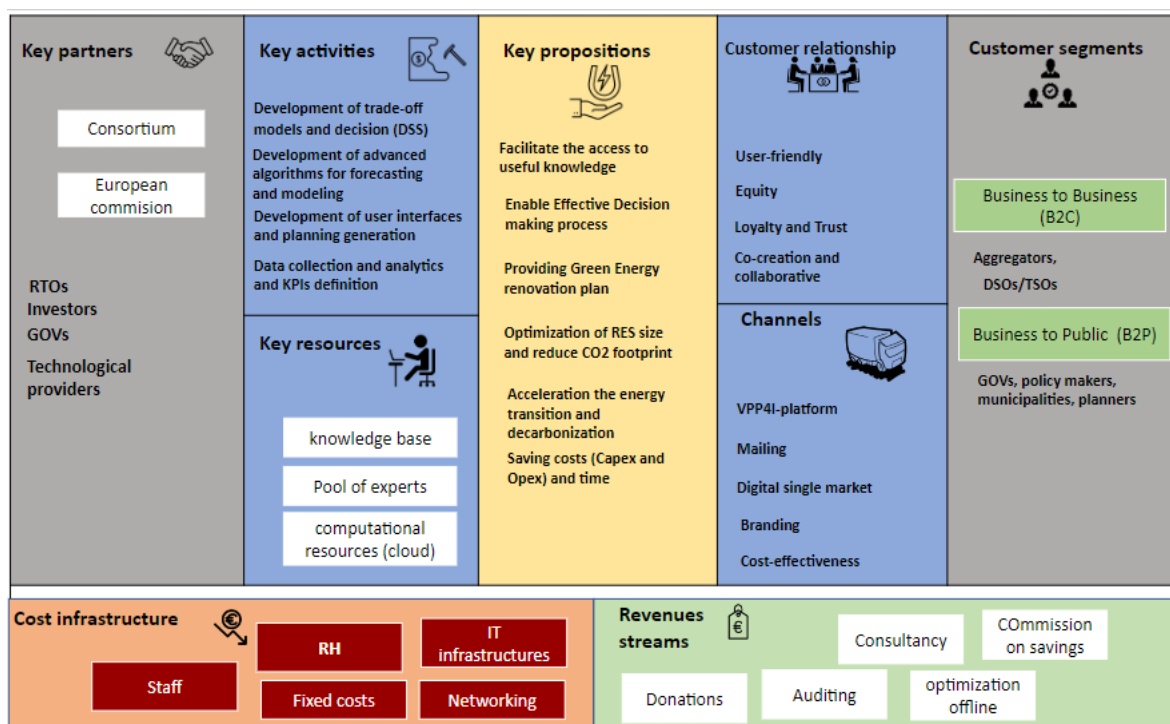 Key partners
Consortium
European
commision
RTOs
Investors
GOVs
Technological
providers
Key activities
Development of trade-off
models and decision (DSS)
Development of advanced
algorithms for forecasting
and modeling
Development of user interfaces
and planning generation
Data collection and analytics
and KPIs definition
Key resources
knowledge base
Pool of experts
computational
resources (cloud)
Key propositions
Facilitate the access to
useful knowledge
Enable Effective Decision
making process
Providing Green Energy
renovation plan
Optimization of RES size
and reduce CO2 footprint
Acceleration the energy
transition and
decarbonization
Saving costs (Capex and
Opex) and time
Customer relationship
User-friendly
Equity
Loyalty and Trust
Co-creation and
collaborative
Channels
VPP4I-platform
Mailing
Digital single market
Branding
Cost-effectiveness
Customer segments
Business to Business
(B2C)
Aggregators,
DSOs/TSOs
Business to Public (B2P)
GOVs, policy makers,
municipalities, planners
Cost infrastructure
€
Staff
RH
IT
infrastructures
Fixed costs
Networking
Revenues
streams
€
Consultancy
COmmission
on savings
Donations
Auditing
optimization
offline